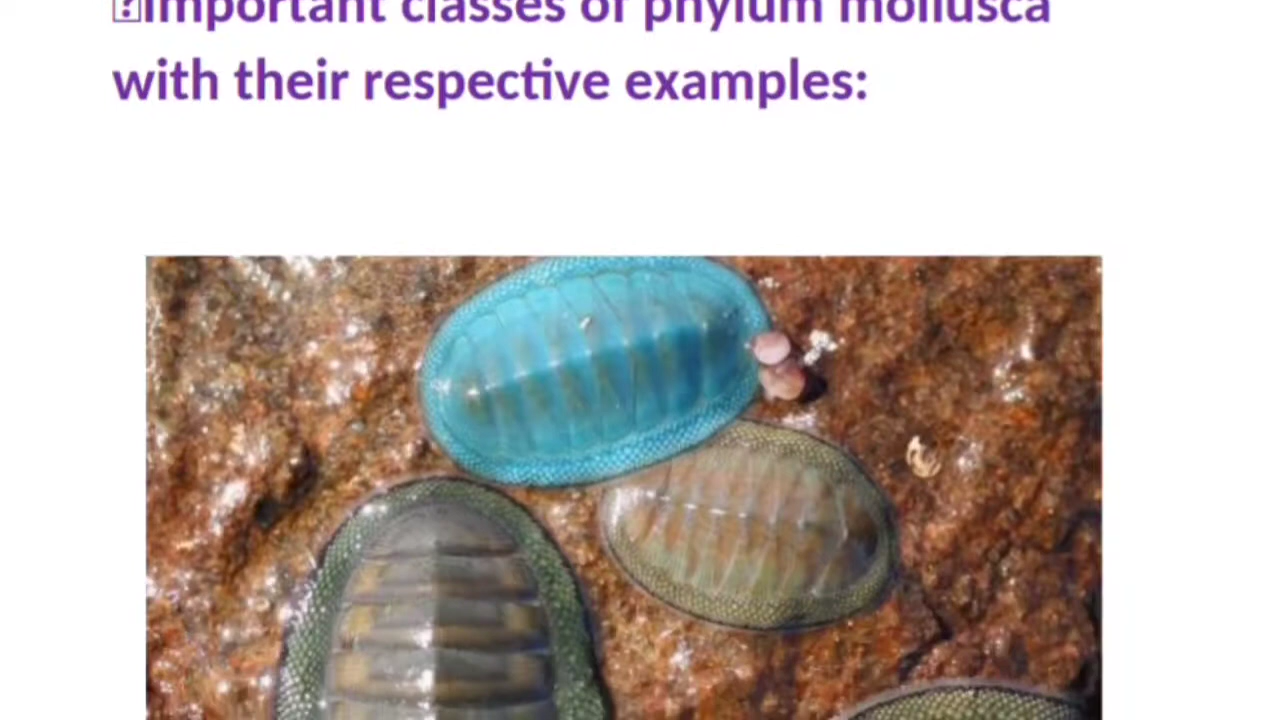 Important classes of phylum mollusca
with their respective examples: